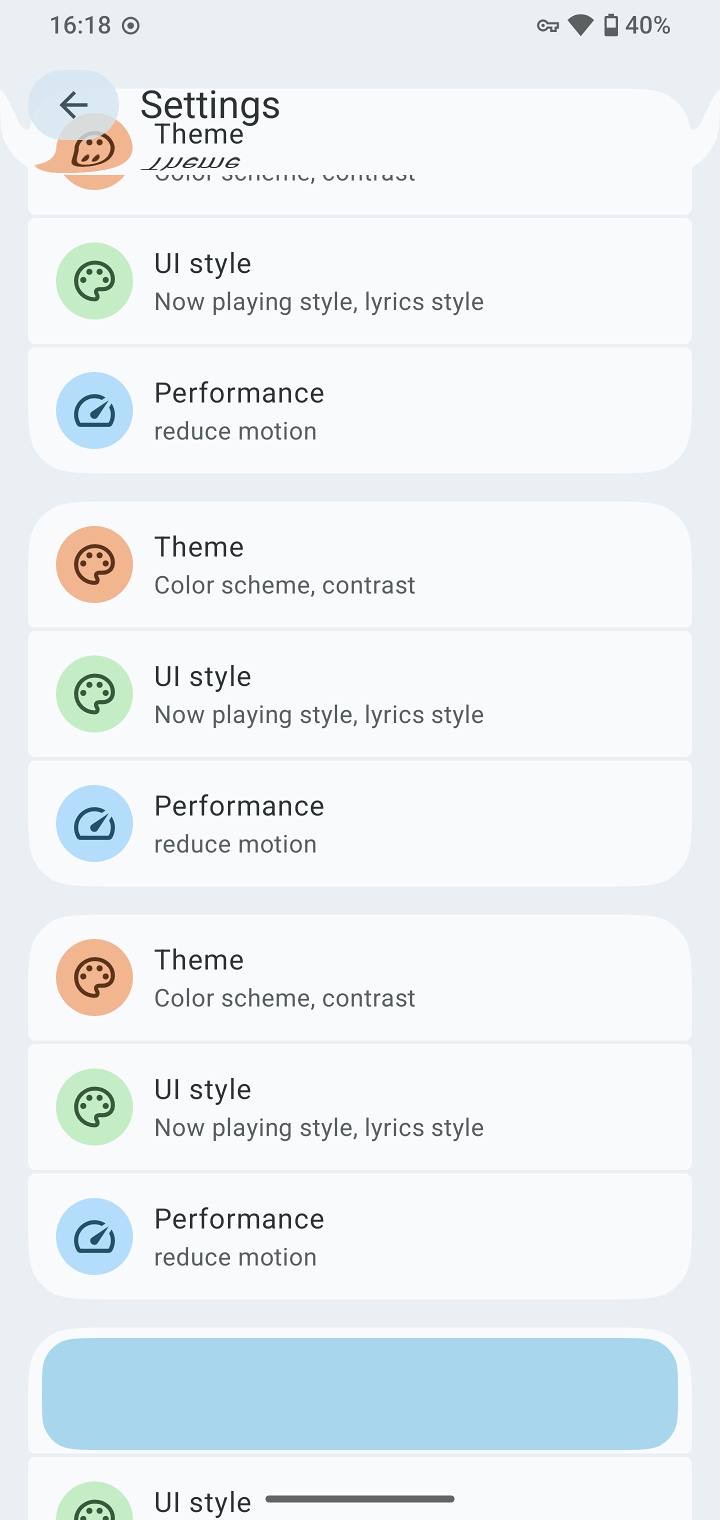 16:18
40%
Settings
Theme
Theme
Color scheme, contrast
UI style
Now playing style, lyrics style
Performance
reduce motion
Theme
Color scheme, contrast
UI style
Now playing style, lyrics style
Performance
reduce motion
Theme
Color scheme, contrast
UI style
Now playing style, lyrics style
Performance
reduce motion
UI style